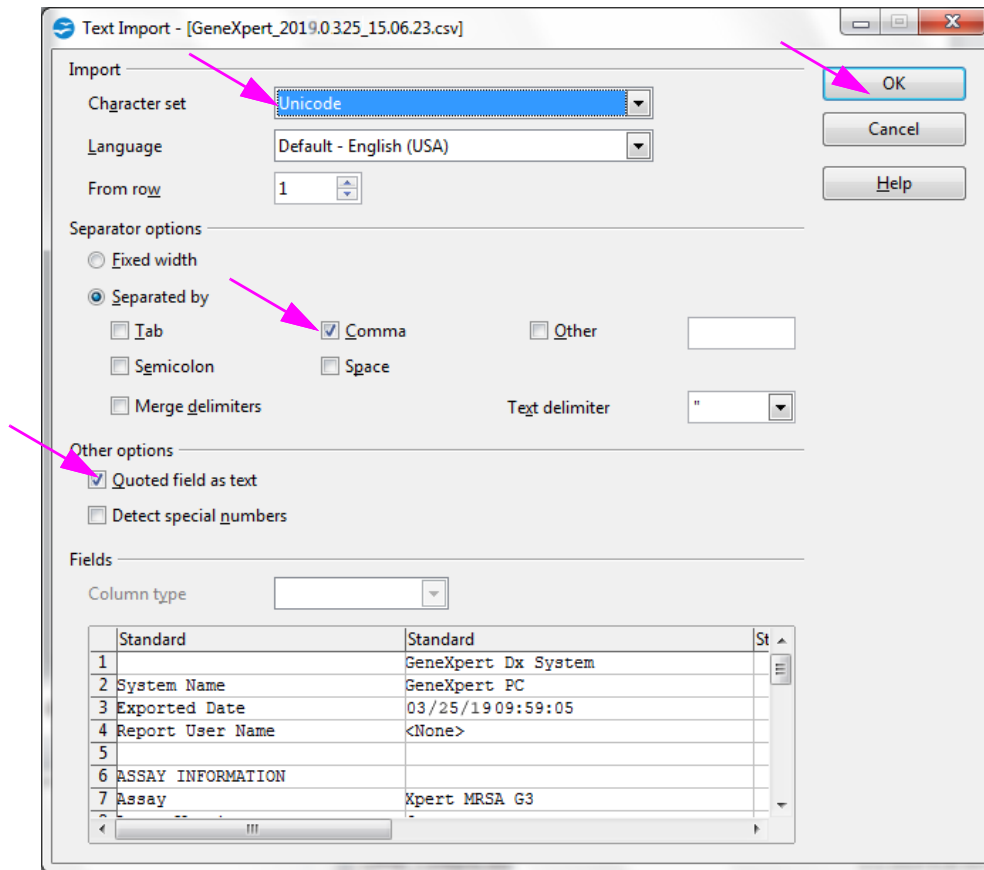 Text Import - [GeneXpert_2019.0325_15.06.23.csv]
Import
OK
Character set Unicode
Cancel
Language Default - English (USA)
Help
From row 1
Separator options
Fixed width
Separated by
Tab Comma Other
Semicolon Space
Merge delimiters Text delimiter "
Other options
Quoted field as text
Detect special numbers
Fields
Column type
Standard Standard St
1 GeneXpert Dx System
2 System Name GeneXpert PC
3 Exported Date 03/25/19 09:59:05
4 Report User Name <None>
5
6 ASSAY INFORMATION
7 Assay Xpert MRSA G3